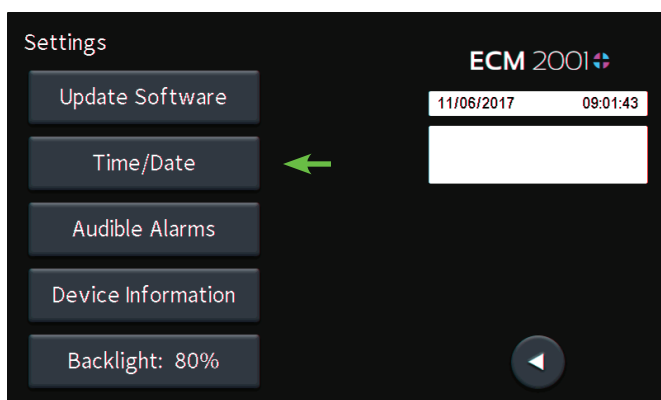 Settings
Update Software
Time/Date
Audible Alarms
Device Information
Backlight: 80%
ECM 2001
11/06/2017 09:01:43